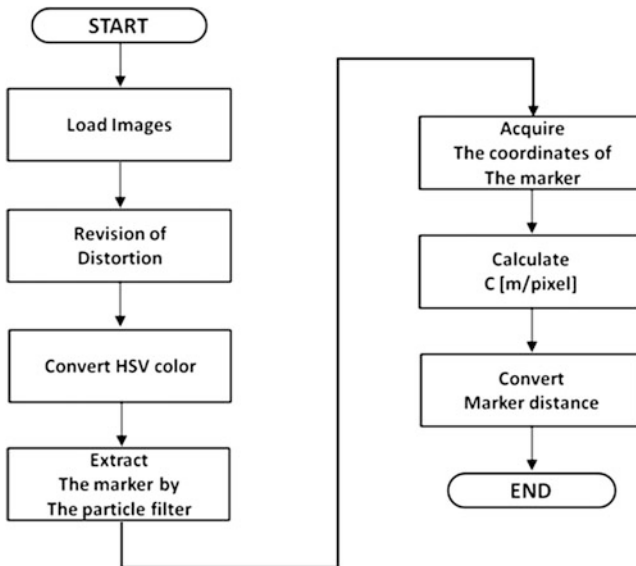 START
Load Images
Revision of
Distortion
Convert HSV color
Extract
The marker by
The particle filter
Acquire
The coordinates of
The marker
Calculate
C [m/pixel]
Convert
Marker distance
END